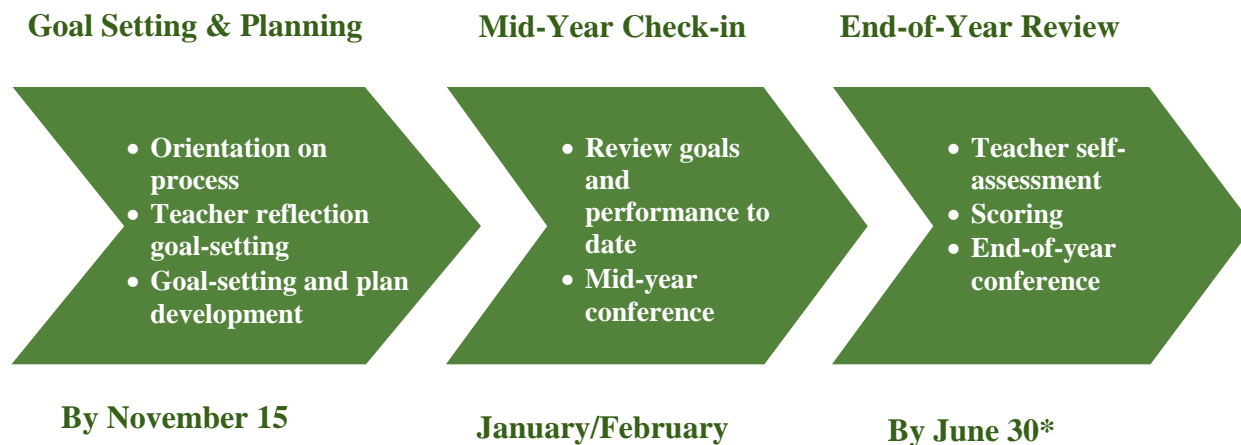 Goal Setting & Planning
Mid-Year Check-in
End-of-Year Review
• Orientation on
process
• Teacher reflection
goal-setting
• Goal-setting and plan
development
• Review goals
and
performance to
date
• Mid-year
conference
• Teacher self-
assessment
• Scoring
• End-of-year
conference
By November 15
January/February
By June 30*